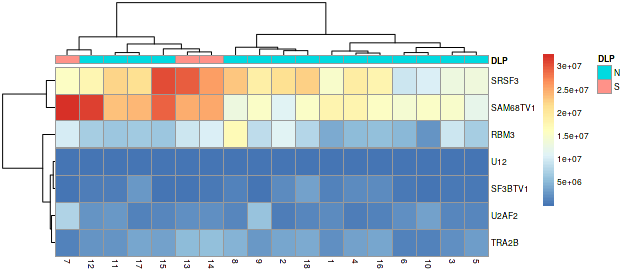 DLP
SRSF3
SAM68TV1
RBM3
U12
SF3BTV1
U2AF2
TRA2B
7 12 11 17 15 13 14 8 9 2 18 1 4 16 6 10 3 5
3e+07
2.5e+07
2e+07
1.5e+07
1e+07
5e+06
DLP
N
S